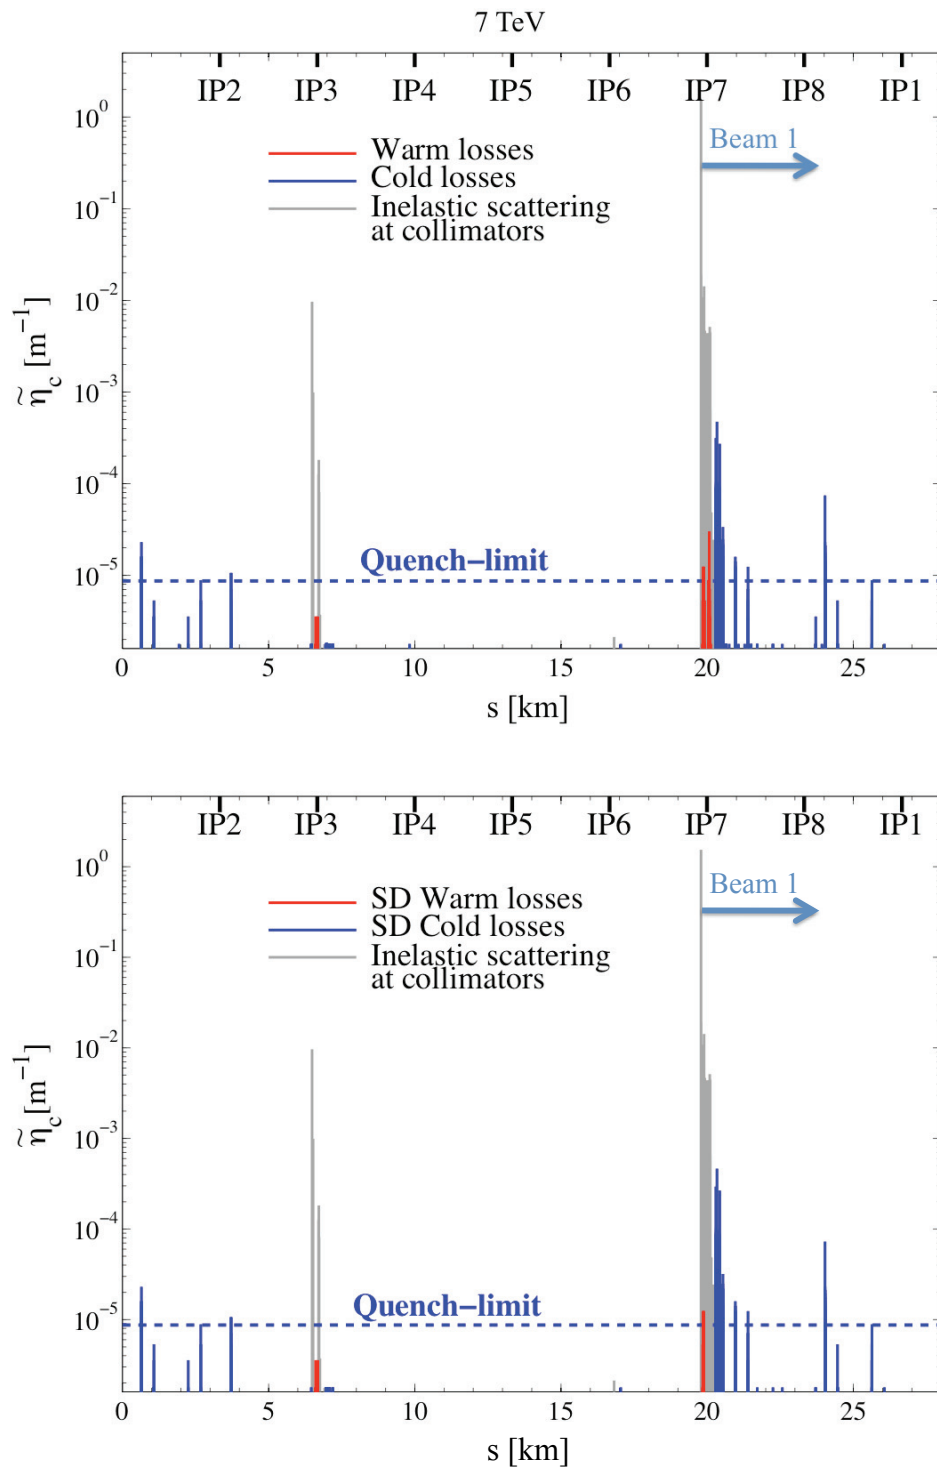 7 TeV
IP2 IP3 IP4 IP5 IP6 IP7 IP8 IP1
Beam 1
Warm losses
Cold losses
Inelastic scattering
at collimators
10⁰
10⁻¹
10⁻²
10⁻³
10⁻⁴
10⁻⁵
η̃c [m⁻¹]
Quench–limit
0 5 10 15 20 25
s [km]
IP2 IP3 IP4 IP5 IP6 IP7 IP8 IP1
Beam 1
SD Warm losses
SD Cold losses
Inelastic scattering
at collimators
10⁰
10⁻¹
10⁻²
10⁻³
10⁻⁴
10⁻⁵
η̃c[m⁻¹]
Quench–limit
0 5 10 15 20 25
s [km]